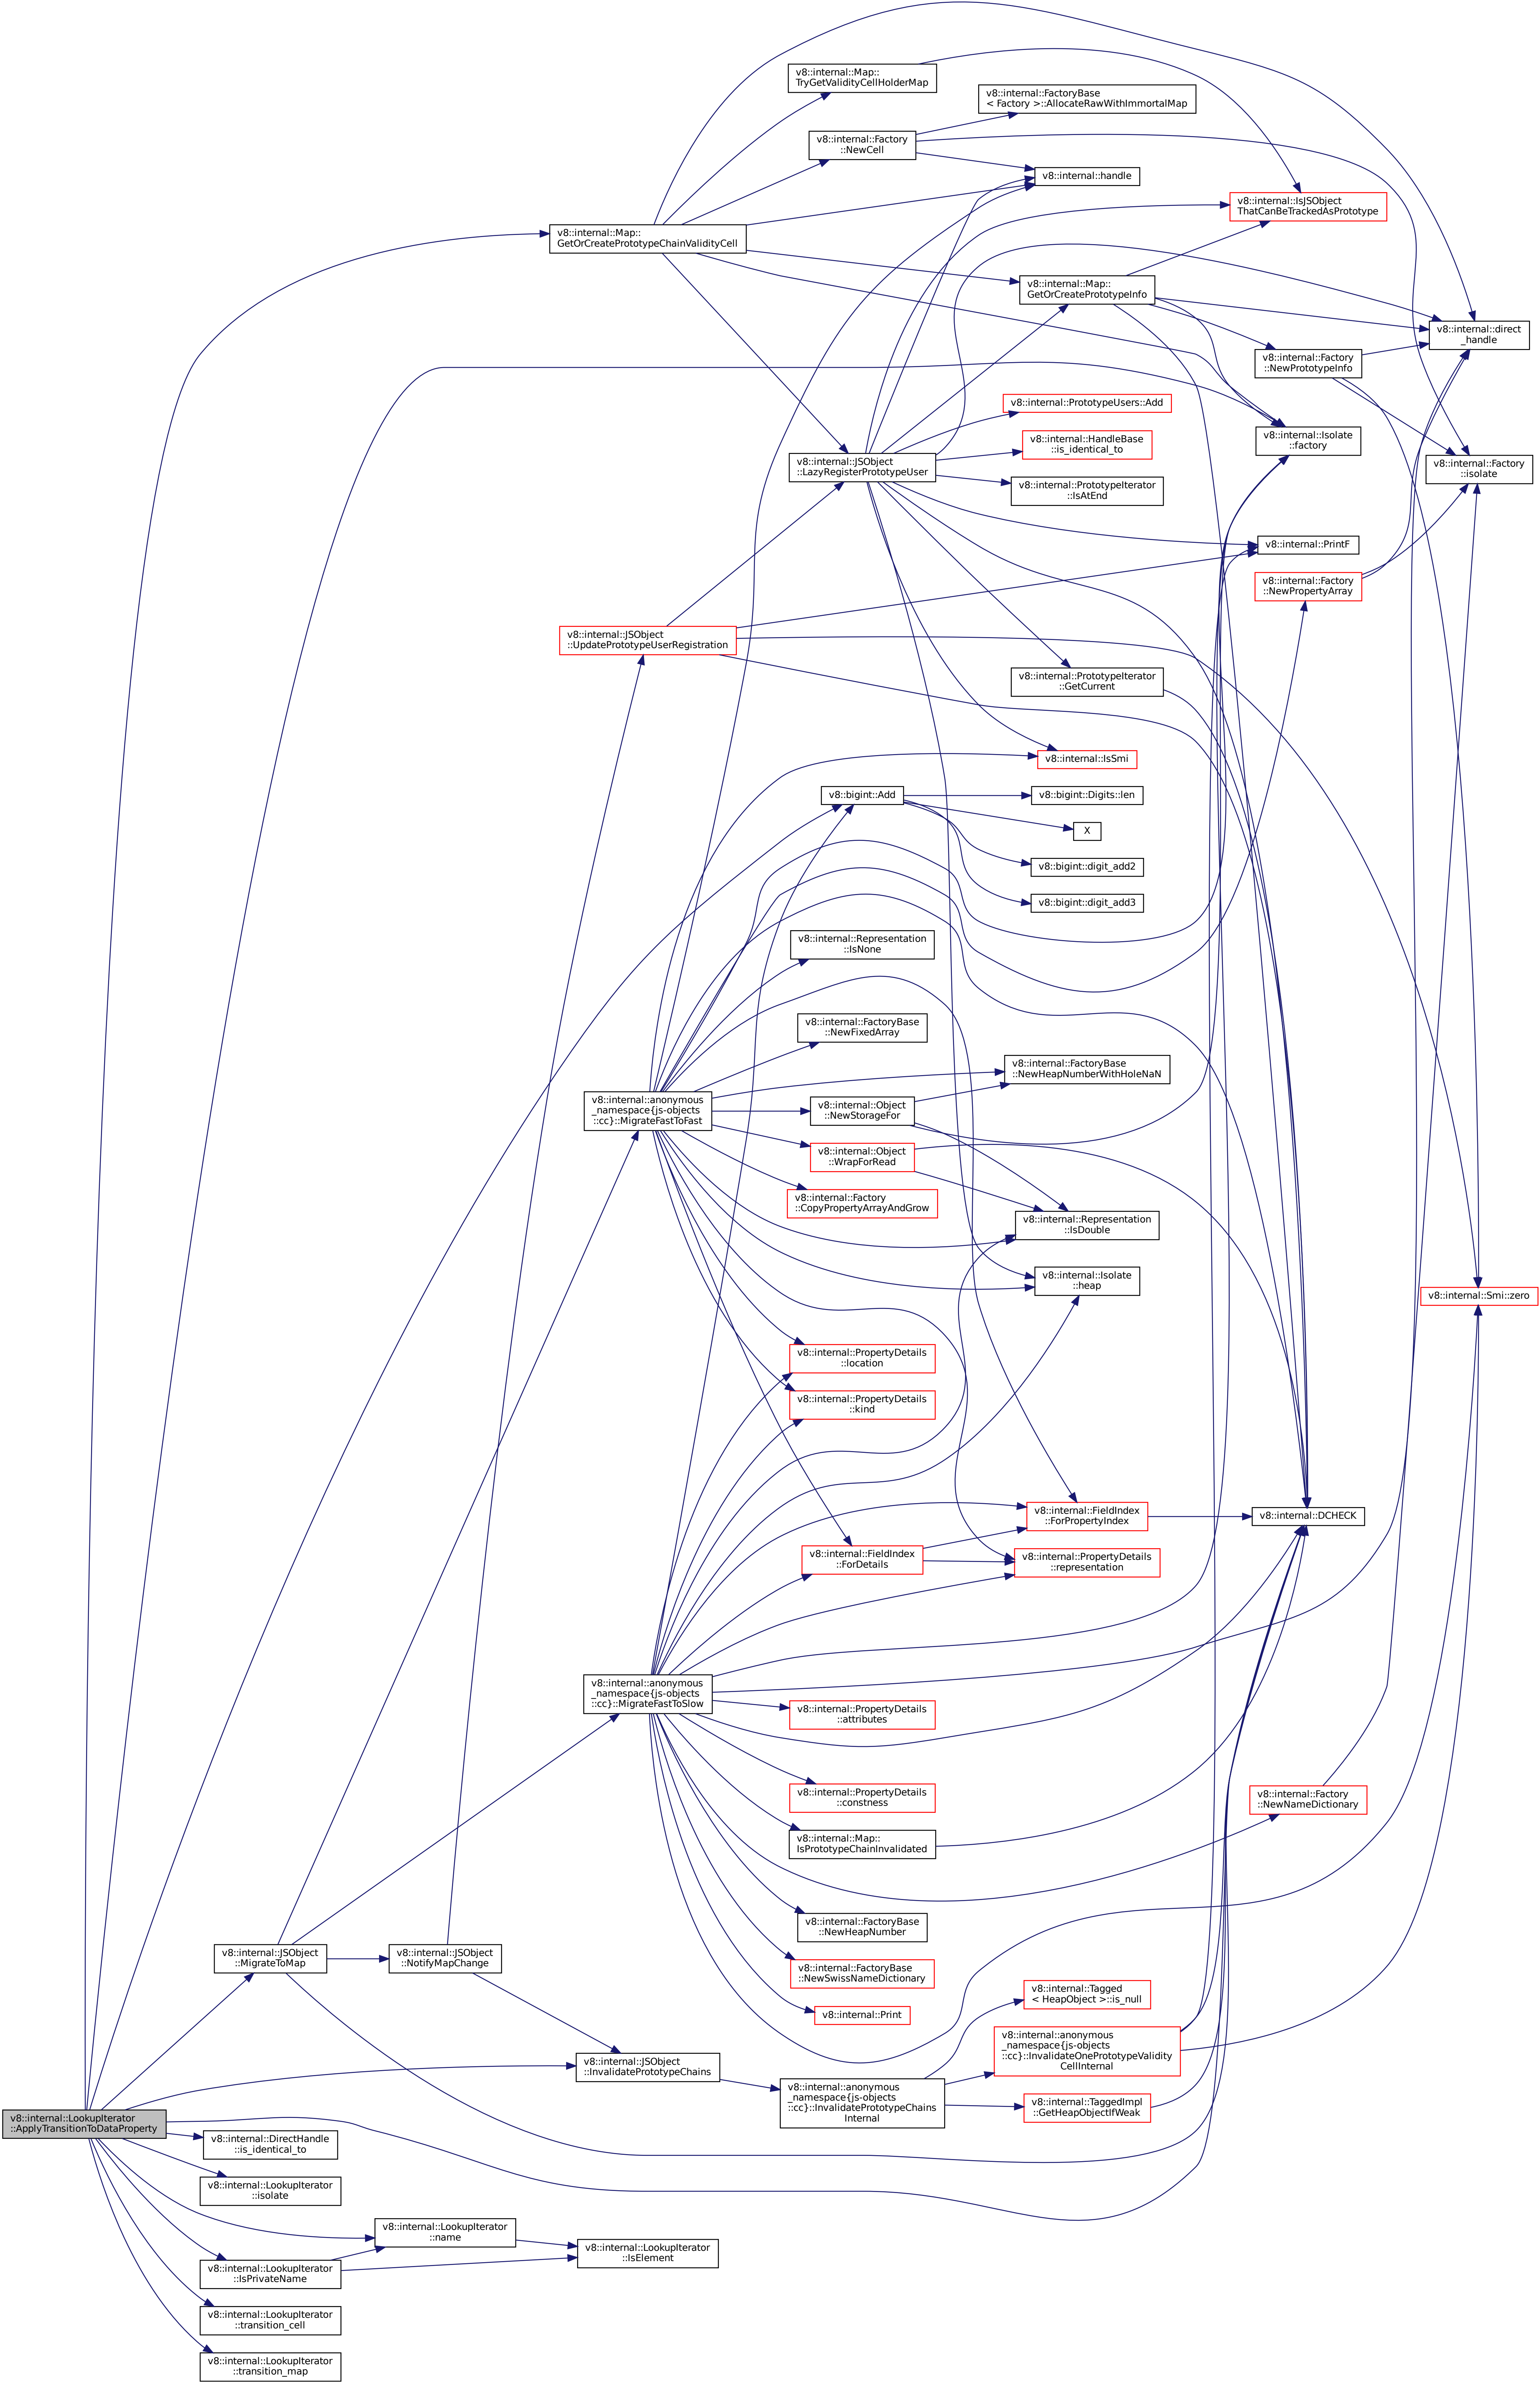 v8::internal::Map::
TryGetValidityCellHolderMap
v8::internal::FactoryBase
< Factory >::AllocateRawWithImmortalMap
v8::internal::Factory
::NewCell
v8::internal::handle
v8::internal::IsJSObject
ThatCanBeTrackedAsPrototype
v8::internal::Map::
GetOrCreatePrototypeChainValidityCell
v8::internal::Map::
GetOrCreatePrototypeInfo
v8::internal::direct
_handle
v8::internal::Factory
::NewPrototypeInfo
v8::internal::PrototypeUsers::Add
v8::internal::Isolate
::factory
v8::internal::HandleBase
::is_identical_to
v8::internal::JSObject
::LazyRegisterPrototypeUser
v8::internal::Factory
::isolate
v8::internal::PrototypeIterator
::IsAtEnd
v8::internal::PrintF
v8::internal::Factory
::NewPropertyArray
v8::internal::JSObject
::UpdatePrototypeUserRegistration
v8::internal::PrototypeIterator
::GetCurrent
v8::internal::IsSmi
v8::bigint::Add
v8::bigint::Digits::len
X
v8::bigint::digit_add2
v8::bigint::digit_add3
v8::internal::Representation
::IsNone
v8::internal::FactoryBase
::NewFixedArray
v8::internal::FactoryBase
::NewHeapNumberWithHoleNaN
v8::internal::anonymous
_namespace{js-objects
::cc}::MigrateFastToFast
v8::internal::Object
::NewStorageFor
v8::internal::Object
::WrapForRead
v8::internal::Factory
::CopyPropertyArrayAndGrow
v8::internal::Representation
::IsDouble
v8::internal::Isolate
::heap
v8::internal::Smi::zero
v8::internal::PropertyDetails
::location
v8::internal::PropertyDetails
::kind
v8::internal::FieldIndex
::ForPropertyIndex
v8::internal::DCHECK
v8::internal::FieldIndex
::ForDetails
v8::internal::PropertyDetails
::representation
v8::internal::anonymous
_namespace{js-objects
::cc}::MigrateFastToSlow
v8::internal::PropertyDetails
::attributes
v8::internal::PropertyDetails
::constness
v8::internal::Factory
::NewNameDictionary
v8::internal::Map::
IsPrototypeChainInvalidated
v8::internal::FactoryBase
::NewHeapNumber
v8::internal::JSObject
::MigrateToMap
v8::internal::JSObject
::NotifyMapChange
v8::internal::FactoryBase
::NewSwissNameDictionary
v8::internal::Print
v8::internal::Tagged
< HeapObject >::is_null
v8::internal::anonymous
_namespace{js-objects
::cc}::InvalidateOnePrototypeValidity
CellInternal
v8::internal::JSObject
::InvalidatePrototypeChains
v8::internal::anonymous
_namespace{js-objects
::cc}::InvalidatePrototypeChains
Internal
v8::internal::TaggedImpl
::GetHeapObjectIfWeak
v8::internal::LookupIterator
::ApplyTransitionToDataProperty
v8::internal::DirectHandle
::is_identical_to
v8::internal::LookupIterator
::isolate
v8::internal::LookupIterator
::name
v8::internal::LookupIterator
::IsElement
v8::internal::LookupIterator
::IsPrivateName
v8::internal::LookupIterator
::transition_cell
v8::internal::LookupIterator
::transition_map